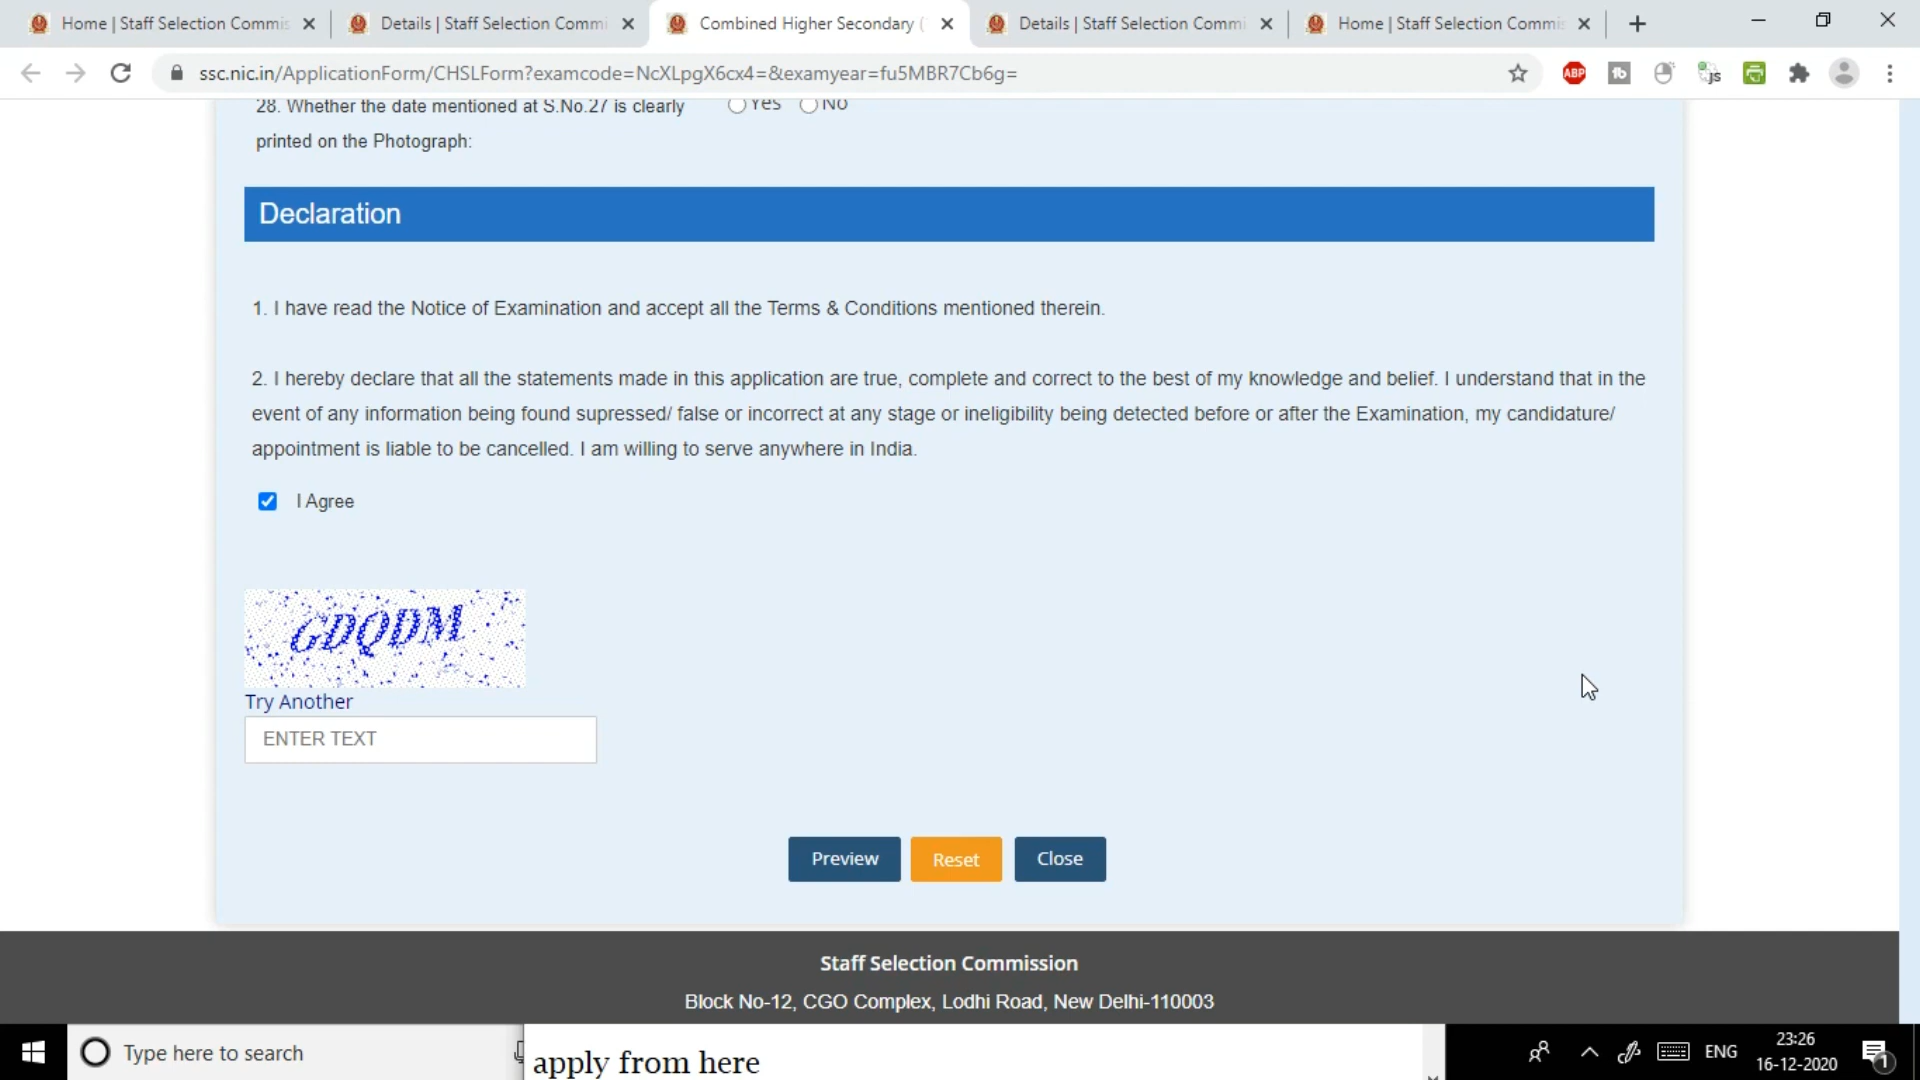 Home | Staff Selection Commis
Details | Staff Selection Commi
Combined Higher Secondary (
Details | Staff Selection Commi
Home | Staff Selection Commis
ssc.nic.in/ApplicationForm/CHSLForm?examcode=NcXLpgX6cx4=&examyear=fu5MBR7Cb6g=
ABP
js
28. Whether the date mentioned at S.No.27 is clearly
Yes
No
printed on the Photograph:
Declaration
1. I have read the Notice of Examination and accept all the Terms & Conditions mentioned therein.
2. I hereby declare that all the statements made in this application are true, complete and correct to the best of my knowledge and belief. I understand that in the
event of any information being found supressed/ false or incorrect at any stage or ineligibility being detected before or after the Examination, my candidature/
appointment is liable to be cancelled. I am willing to serve anywhere in India.
I Agree
GDQDM
Try Another
ENTER TEXT
Preview
Reset
Close
Staff Selection Commission
Block No-12, CGO Complex, Lodhi Road, New Delhi-110003
Type here to search
apply from here
ENG
23:26
16-12-2020
1